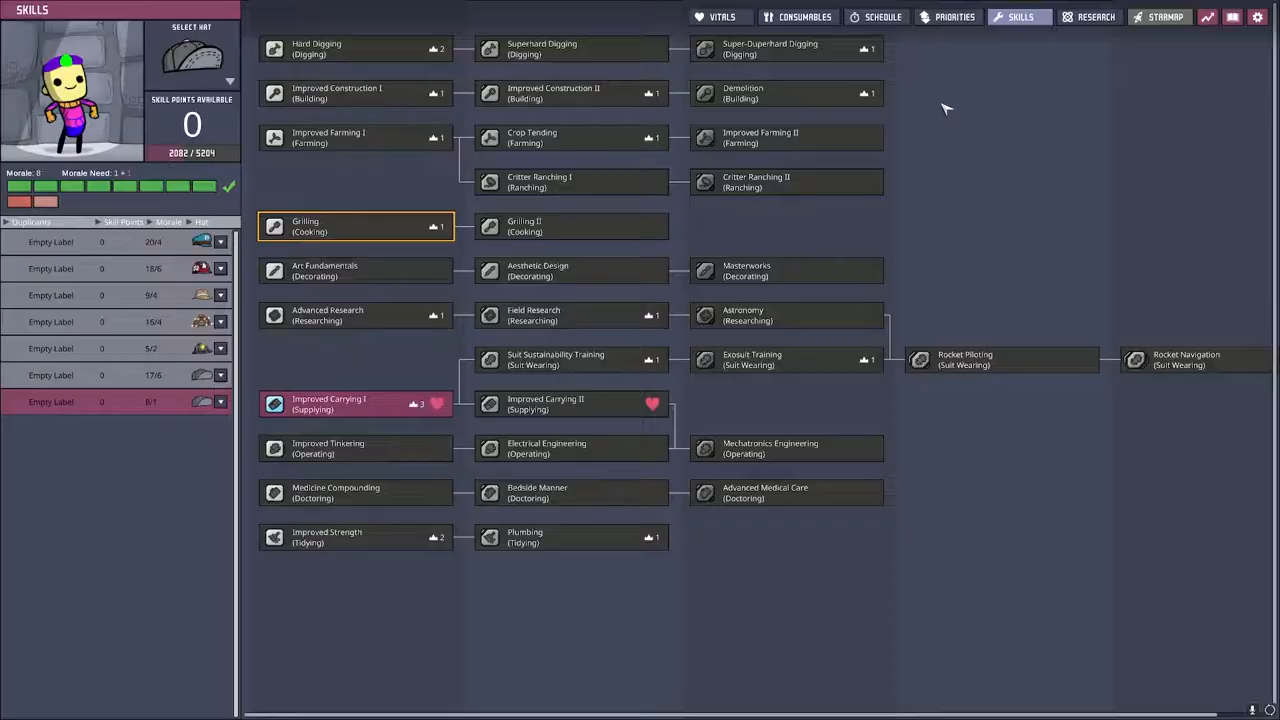 SKILLS
VITALS CONSUMABLES SCHEDULE PRIORITIES SKILLS RESEARCH STARMAP
SELECT HAT
SKILL POINTS AVAILABLE
0
2082 / 5204
Morale: 8 Morale Need: 1 + 1
Duplicants Skill Points Morale Hat
Empty Label 0 20/4
Empty Label 0 18/6
Empty Label 0 9/4
Empty Label 0 16/4
Empty Label 0 5/2
Empty Label 0 17/6
Empty Label 0 8/1
Hard Digging
(Digging)
2
Superhard Digging
(Digging)
Super-Duperhard Digging
(Digging)
1
Improved Construction I
(Building)
1
Improved Construction II
(Building)
1
Demolition
(Building)
1
Improved Farming I
(Farming)
1
Crop Tending
(Farming)
1
Improved Farming II
(Farming)
Critter Ranching I
(Ranching)
Critter Ranching II
(Ranching)
Grilling
(Cooking)
1
Grilling II
(Cooking)
Art Fundamentals
(Decorating)
Aesthetic Design
(Decorating)
Masterworks
(Decorating)
Advanced Research
(Researching)
1
Field Research
(Researching)
1
Astronomy
(Researching)
Suit Sustainability Training
(Suit Wearing)
1
Exosuit Training
(Suit Wearing)
1
Rocket Piloting
(Suit Wearing)
Rocket Navigation
(Suit Wearing)
Improved Carrying I
(Supplying)
3
Improved Carrying II
(Supplying)
Improved Tinkering
(Operating)
Electrical Engineering
(Operating)
Mechatronics Engineering
(Operating)
Medicine Compounding
(Doctoring)
Bedside Manner
(Doctoring)
Advanced Medical Care
(Doctoring)
Improved Strength
(Tidying)
2
Plumbing
(Tidying)
1